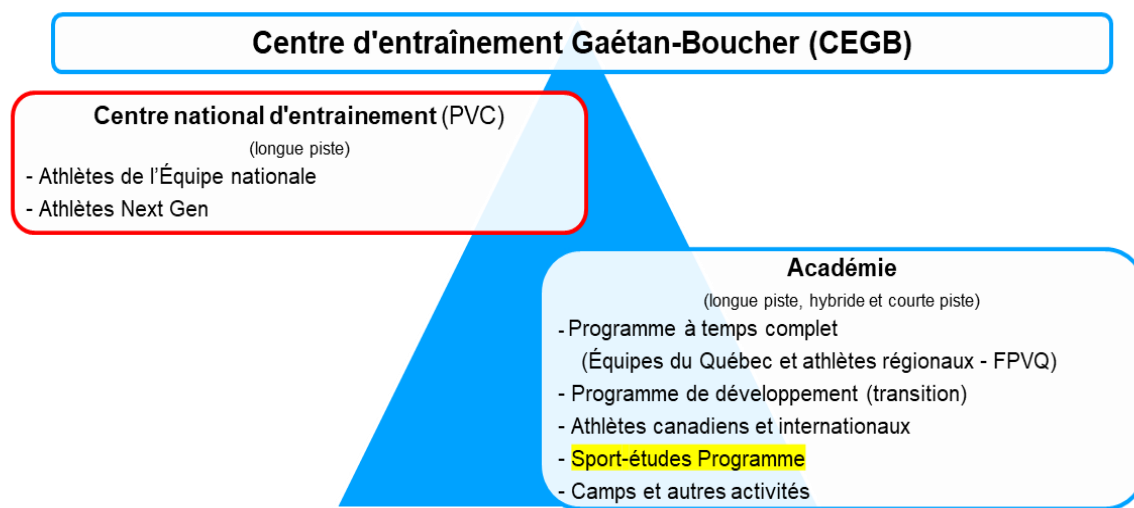 Centre d'entraînement Gaétan-Boucher (CEGB)
Centre national d'entrainement (PVC)
(longue piste)
- Athlètes de l'Équipe nationale
- Athlètes Next Gen
Académie
(longue piste, hybride et courte piste)
- Programme à temps complet
(Équipes du Québec et athlètes régionaux - FPVQ)
- Programme de développement (transition)
- Athlètes canadiens et internationaux
- Sport-études Programme
- Camps et autres activités